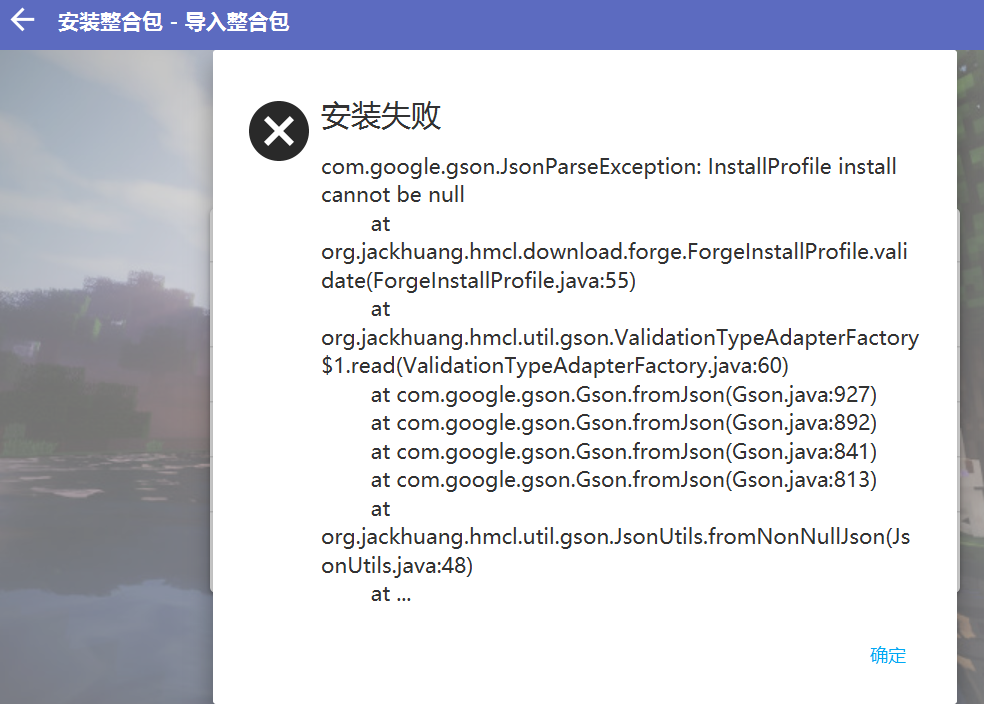 安装整合包 - 导入整合包
安装失败
com.google.gson.JsonParseException: InstallProfile install
cannot be null
at
org.jackhuang.hmcl.download.forge.ForgeInstallProfile.vali
date(ForgeInstallProfile.java:55)
at
org.jackhuang.hmcl.util.gson.ValidationTypeAdapterFactory
$1.read(ValidationTypeAdapterFactory.java:60)
at com.google.gson.Gson.fromJson(Gson.java:927)
at com.google.gson.Gson.fromJson(Gson.java:892)
at com.google.gson.Gson.fromJson(Gson.java:841)
at com.google.gson.Gson.fromJson(Gson.java:813)
at
org.jackhuang.hmcl.util.gson.JsonUtils.fromNonNullJson(Js
onUtils.java:48)
at ...
确定